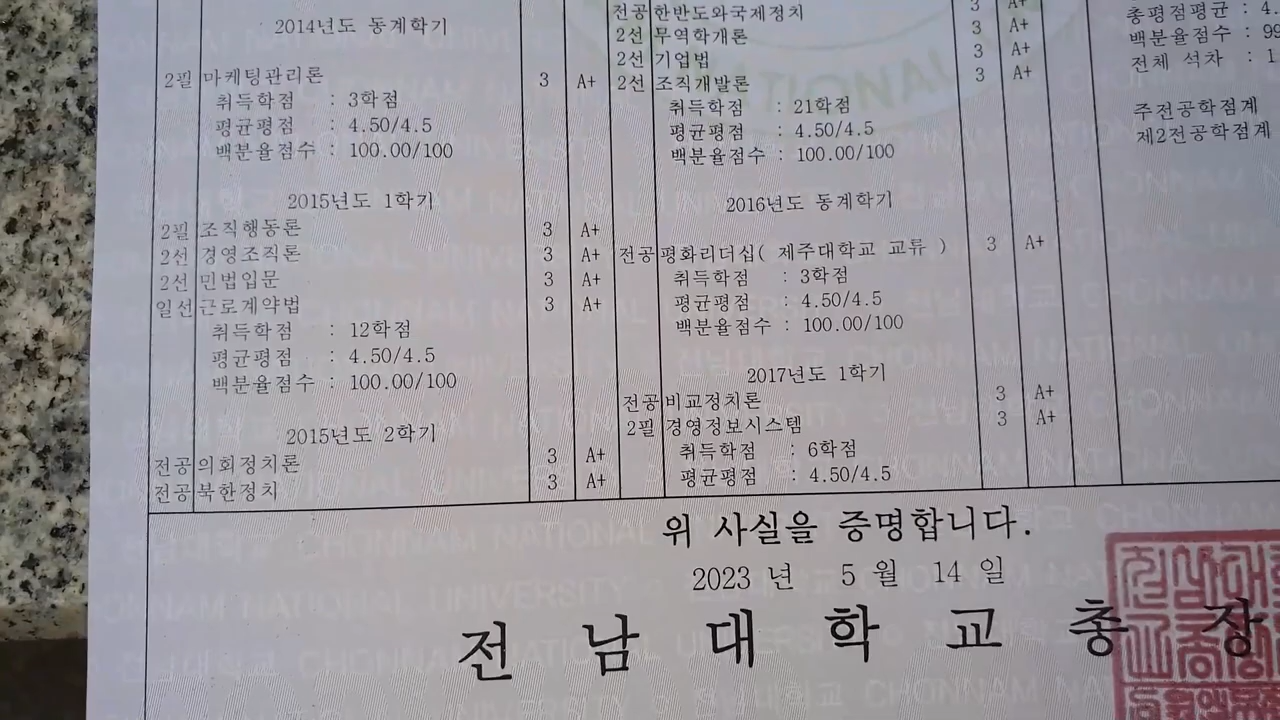 2014년도 동계학기
2필 마케팅관리론 3 A+
취득학점 : 3학점
평균평점 : 4.50/4.5
백분율점수 : 100.00/100
2015년도 1학기
2필 조직행동론 3 A+
2선 경영조직론 3 A+
2선 민법입문 3 A+
일선 근로계약법 3 A+
취득학점 : 12학점
평균평점 : 4.50/4.5
백분율점수 : 100.00/100
2015년도 2학기
전공 의회정치론 3 A+
전공 북한정치 3 A+
전공 한반도와국제정치 3 A+
2선 무역학개론 3 A+
2선 기업법 3 A+
2선 조직개발론 3 A+
취득학점 : 21학점
평균평점 : 4.50/4.5
백분율점수 : 100.00/100
2016년도 동계학기
전공 평화리더십( 제주대학교 교류 ) 3 A+
취득학점 : 3학점
평균평점 : 4.50/4.5
백분율점수 : 100.00/100
2017년도 1학기
전공 비교정치론 3 A+
2필 경영정보시스템 3 A+
취득학점 : 6학점
평균평점 : 4.50/4.5
총평점평균 : 4.
백분율점수 : 99
전체 석차 : 1
주전공학점계
제2전공학점계
위 사실을 증명합니다.
2023 년 5 월 14 일
전 남 대 학 교 총 장